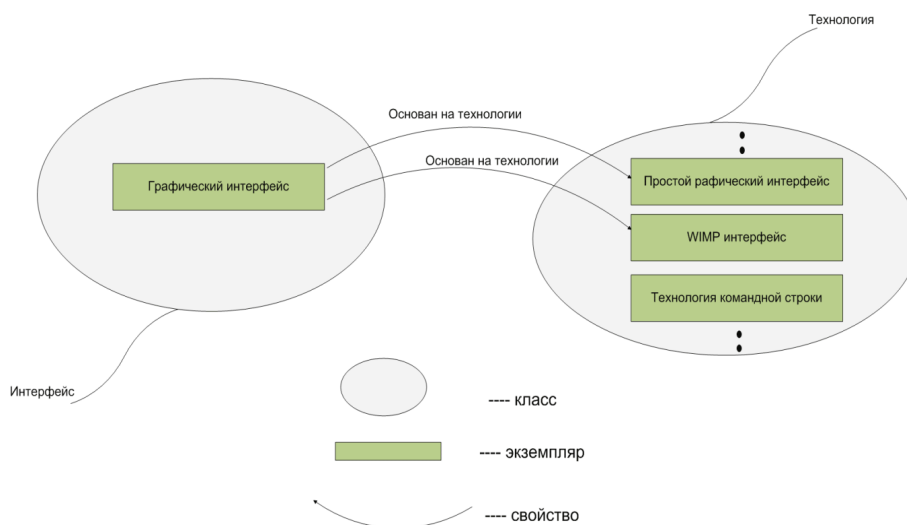 Технология
Основан на технологии
Основан на технологии
Графический интерфейс
Простой рафический интерфейс
WIMP интерфейс
Технология командной строки
Интерфейс
---- класс
---- экземпляр
---- свойство